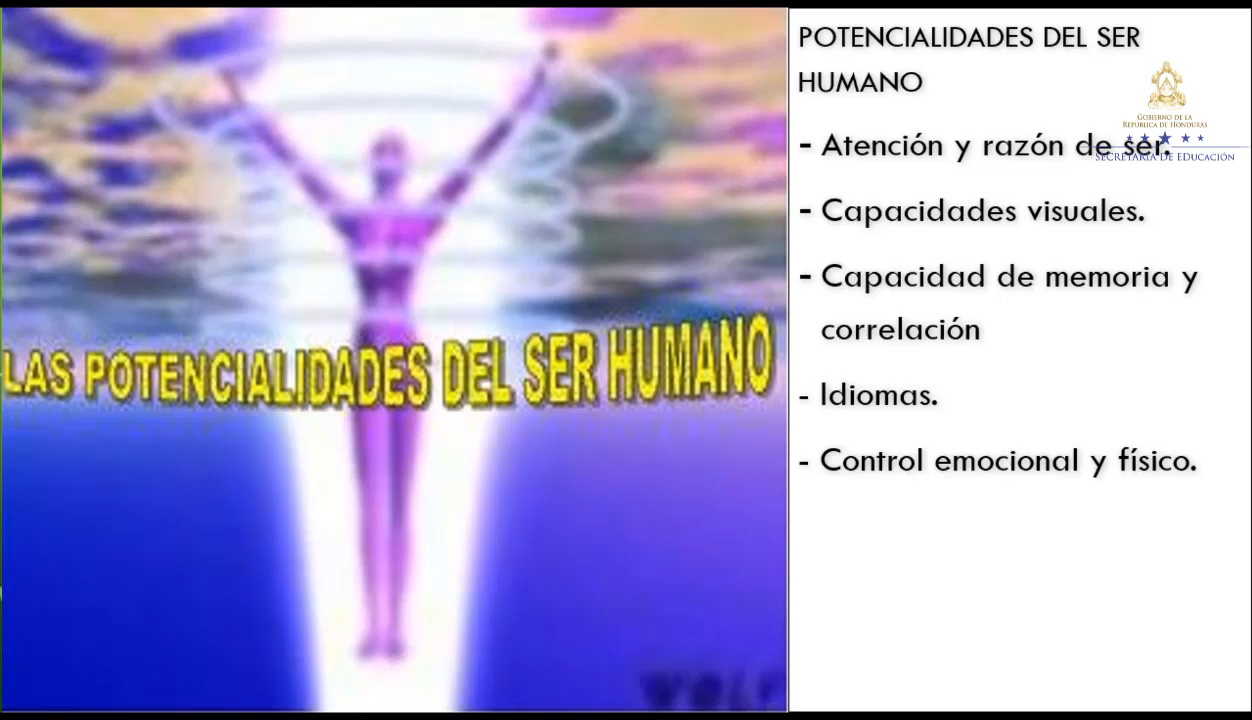 LAS POTENCIALIDADES DEL SER HUMANO
WOLF
POTENCIALIDADES DEL SER
HUMANO
GOBIERNO DE LA
REPÚBLICA DE HONDURAS
SECRETARÍA DE EDUCACIÓN
- Atención y razón de ser.
- Capacidades visuales.
- Capacidad de memoria y
correlación
- Idiomas.
- Control emocional y físico.